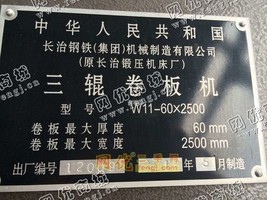 中华人民共和国
长治钢铁(集团)机械制造有限公司
(原长治锻压机床厂)
三辊卷板机
型号 W11-60×2500
卷板最大厚度 60 mm
卷板最大宽度 2500 mm
出厂编号 年 月制造